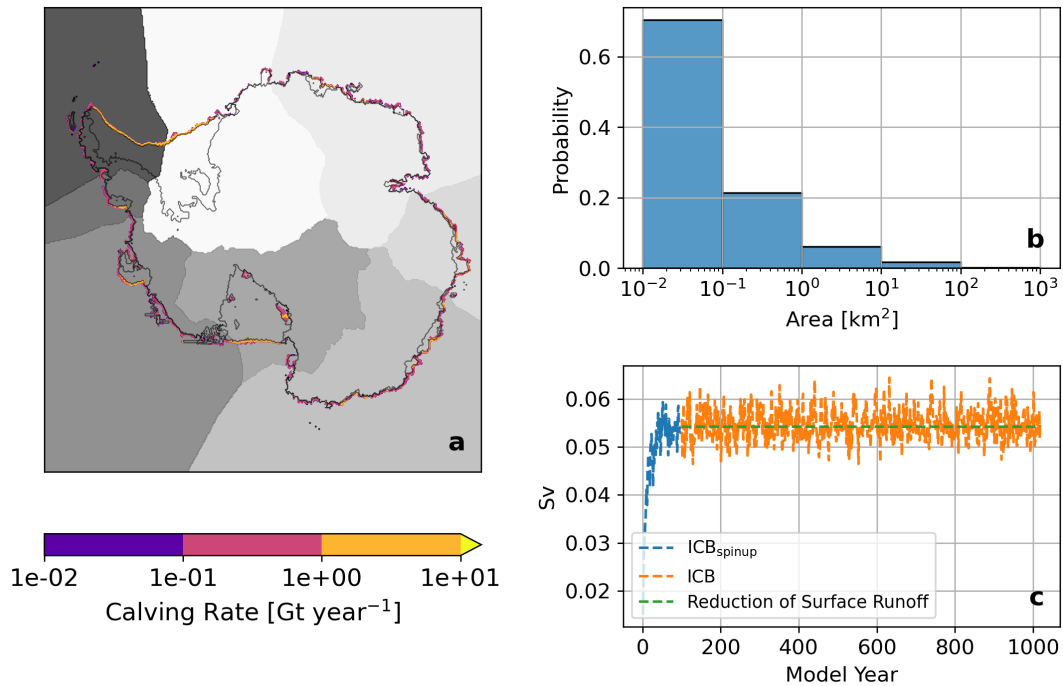 a
1e-02 1e-01 1e+00 1e+01
Calving Rate [Gt year⁻¹]
0.6
0.4
0.2
0.0
Probability
b
10⁻² 10⁻¹ 10⁰ 10¹ 10² 10³
Area [km²]
0.06
0.05
0.04
0.03
0.02
Sv
ICB_spinup
ICB
Reduction of Surface Runoff
c
0 200 400 600 800 1000
Model Year